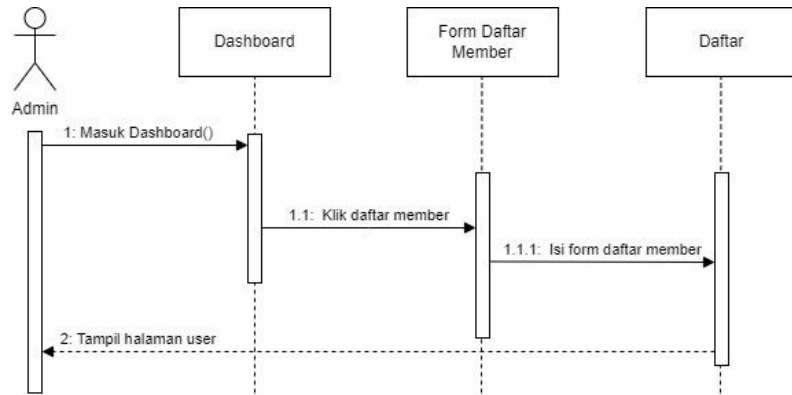 Dashboard
Form Daftar
Member
Daftar
Admin
1: Masuk Dashboard()
1.1: Klik daftar member
1.1.1: Isi form daftar member
2: Tampil halaman user